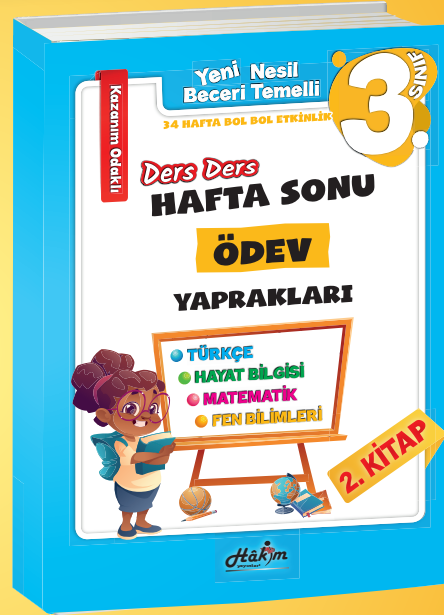 Yeni Nesil
Beceri Temelli
3. SINIF
Kazanım Odaklı
34 HAFTA BOL BOL ETKİNLİK
Ders Ders
HAFTA SONU
ÖDEV
YAPRAKLARI
TÜRKÇE
HAYAT BİLGİSİ
MATEMATİK
FEN BİLİMLERİ
2. KİTAP
Hâkim
yayınları